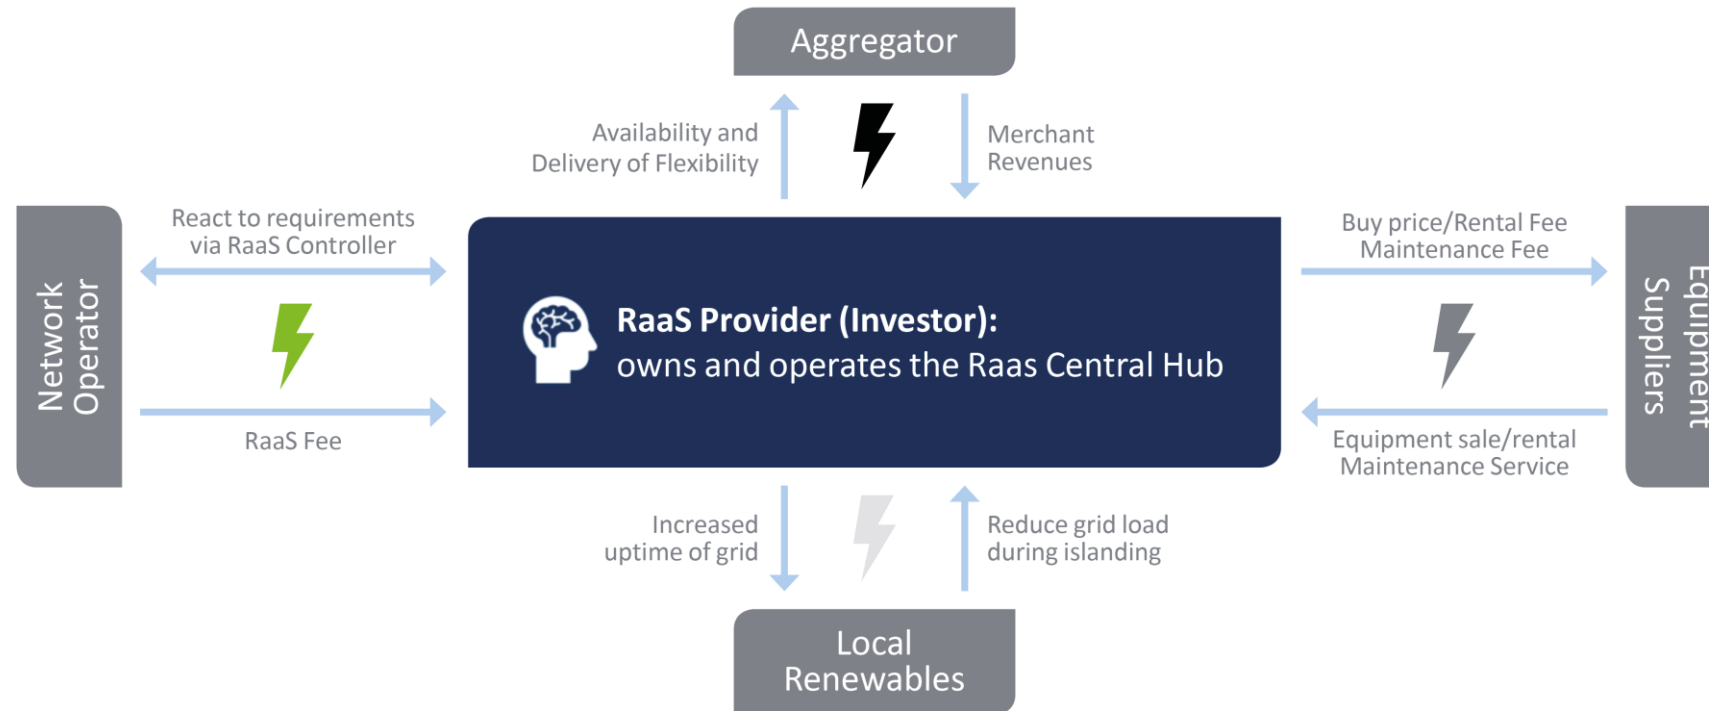 Aggregator
Availability and
Delivery of Flexibility
Merchant
Revenues
React to requirements
via RaaS Controller
Network
Operator
RaaS Fee
RaaS Provider (Investor):
owns and operates the Raas Central Hub
Buy price/Rental Fee
Maintenance Fee
Equipment
Suppliers
Equipment sale/rental
Maintenance Service
Increased
uptime of grid
Reduce grid load
during islanding
Local
Renewables